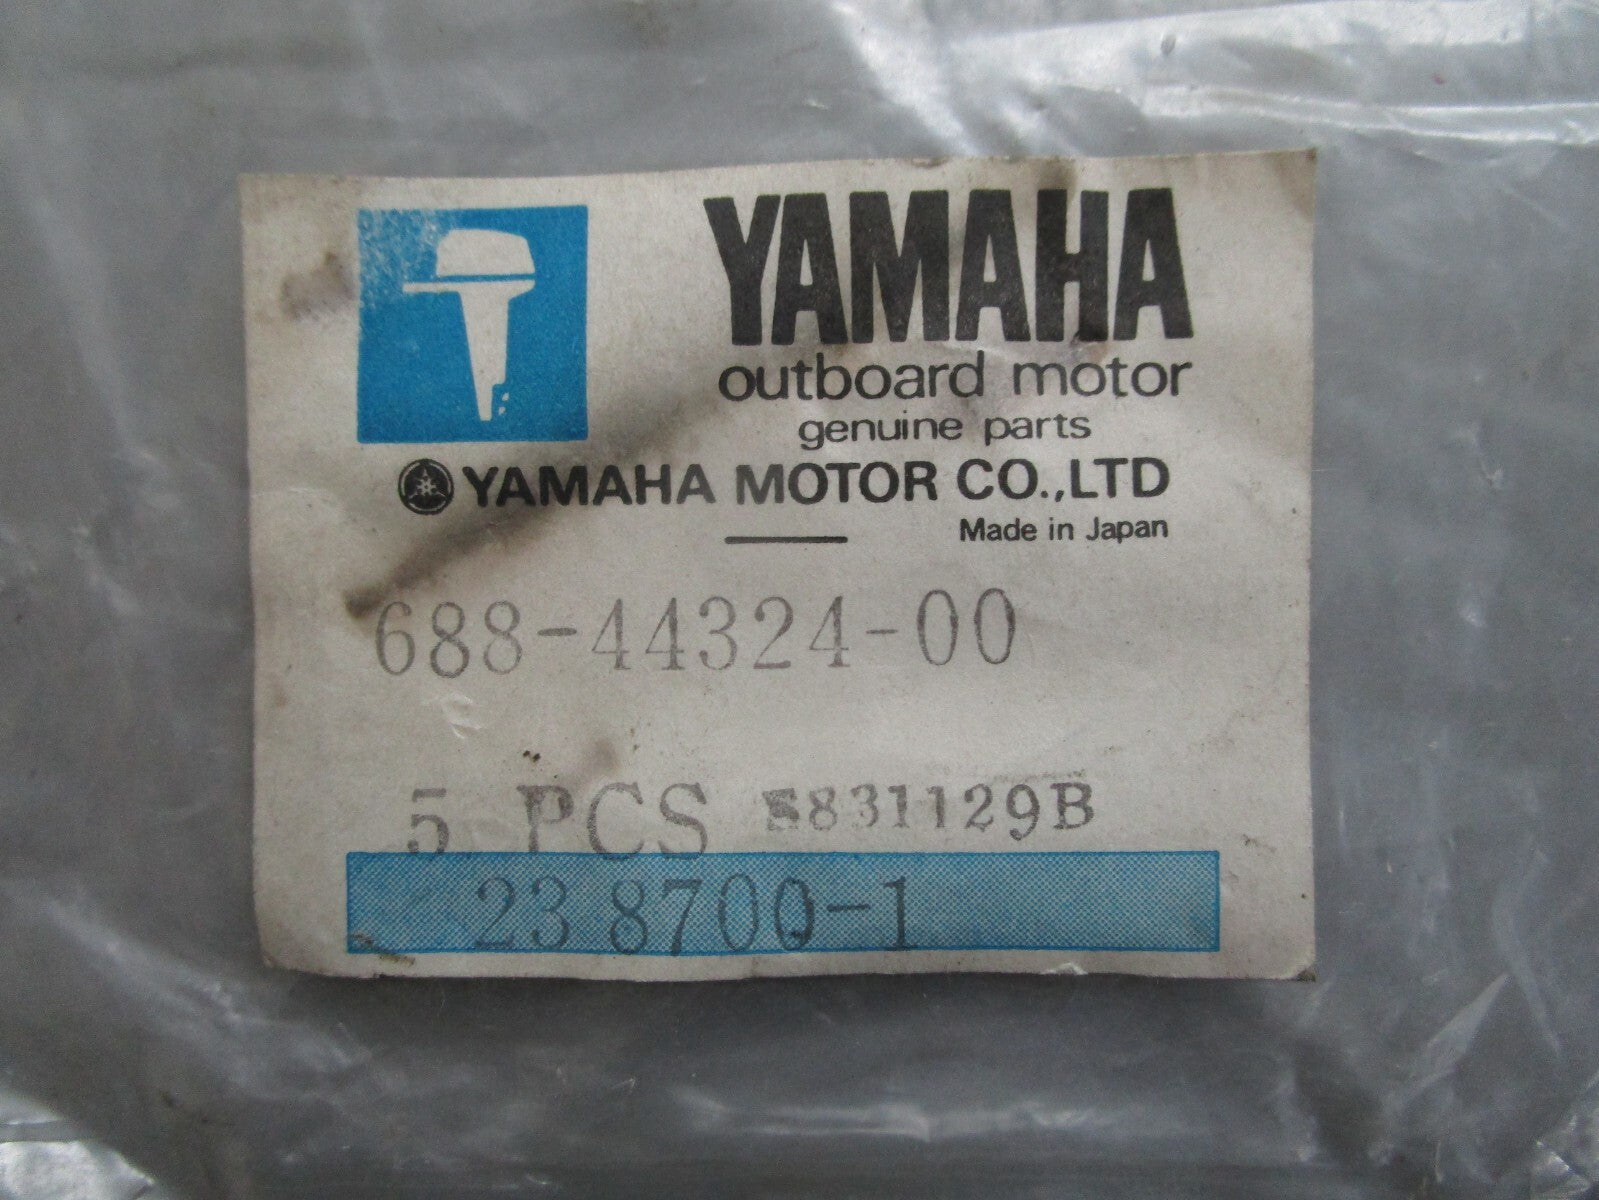 YAMAHA
outboard motor
genuine parts
YAMAHA MOTOR CO.,LTD
Made in Japan
688-44324-00
5 PCS S831129B
23 8700-1